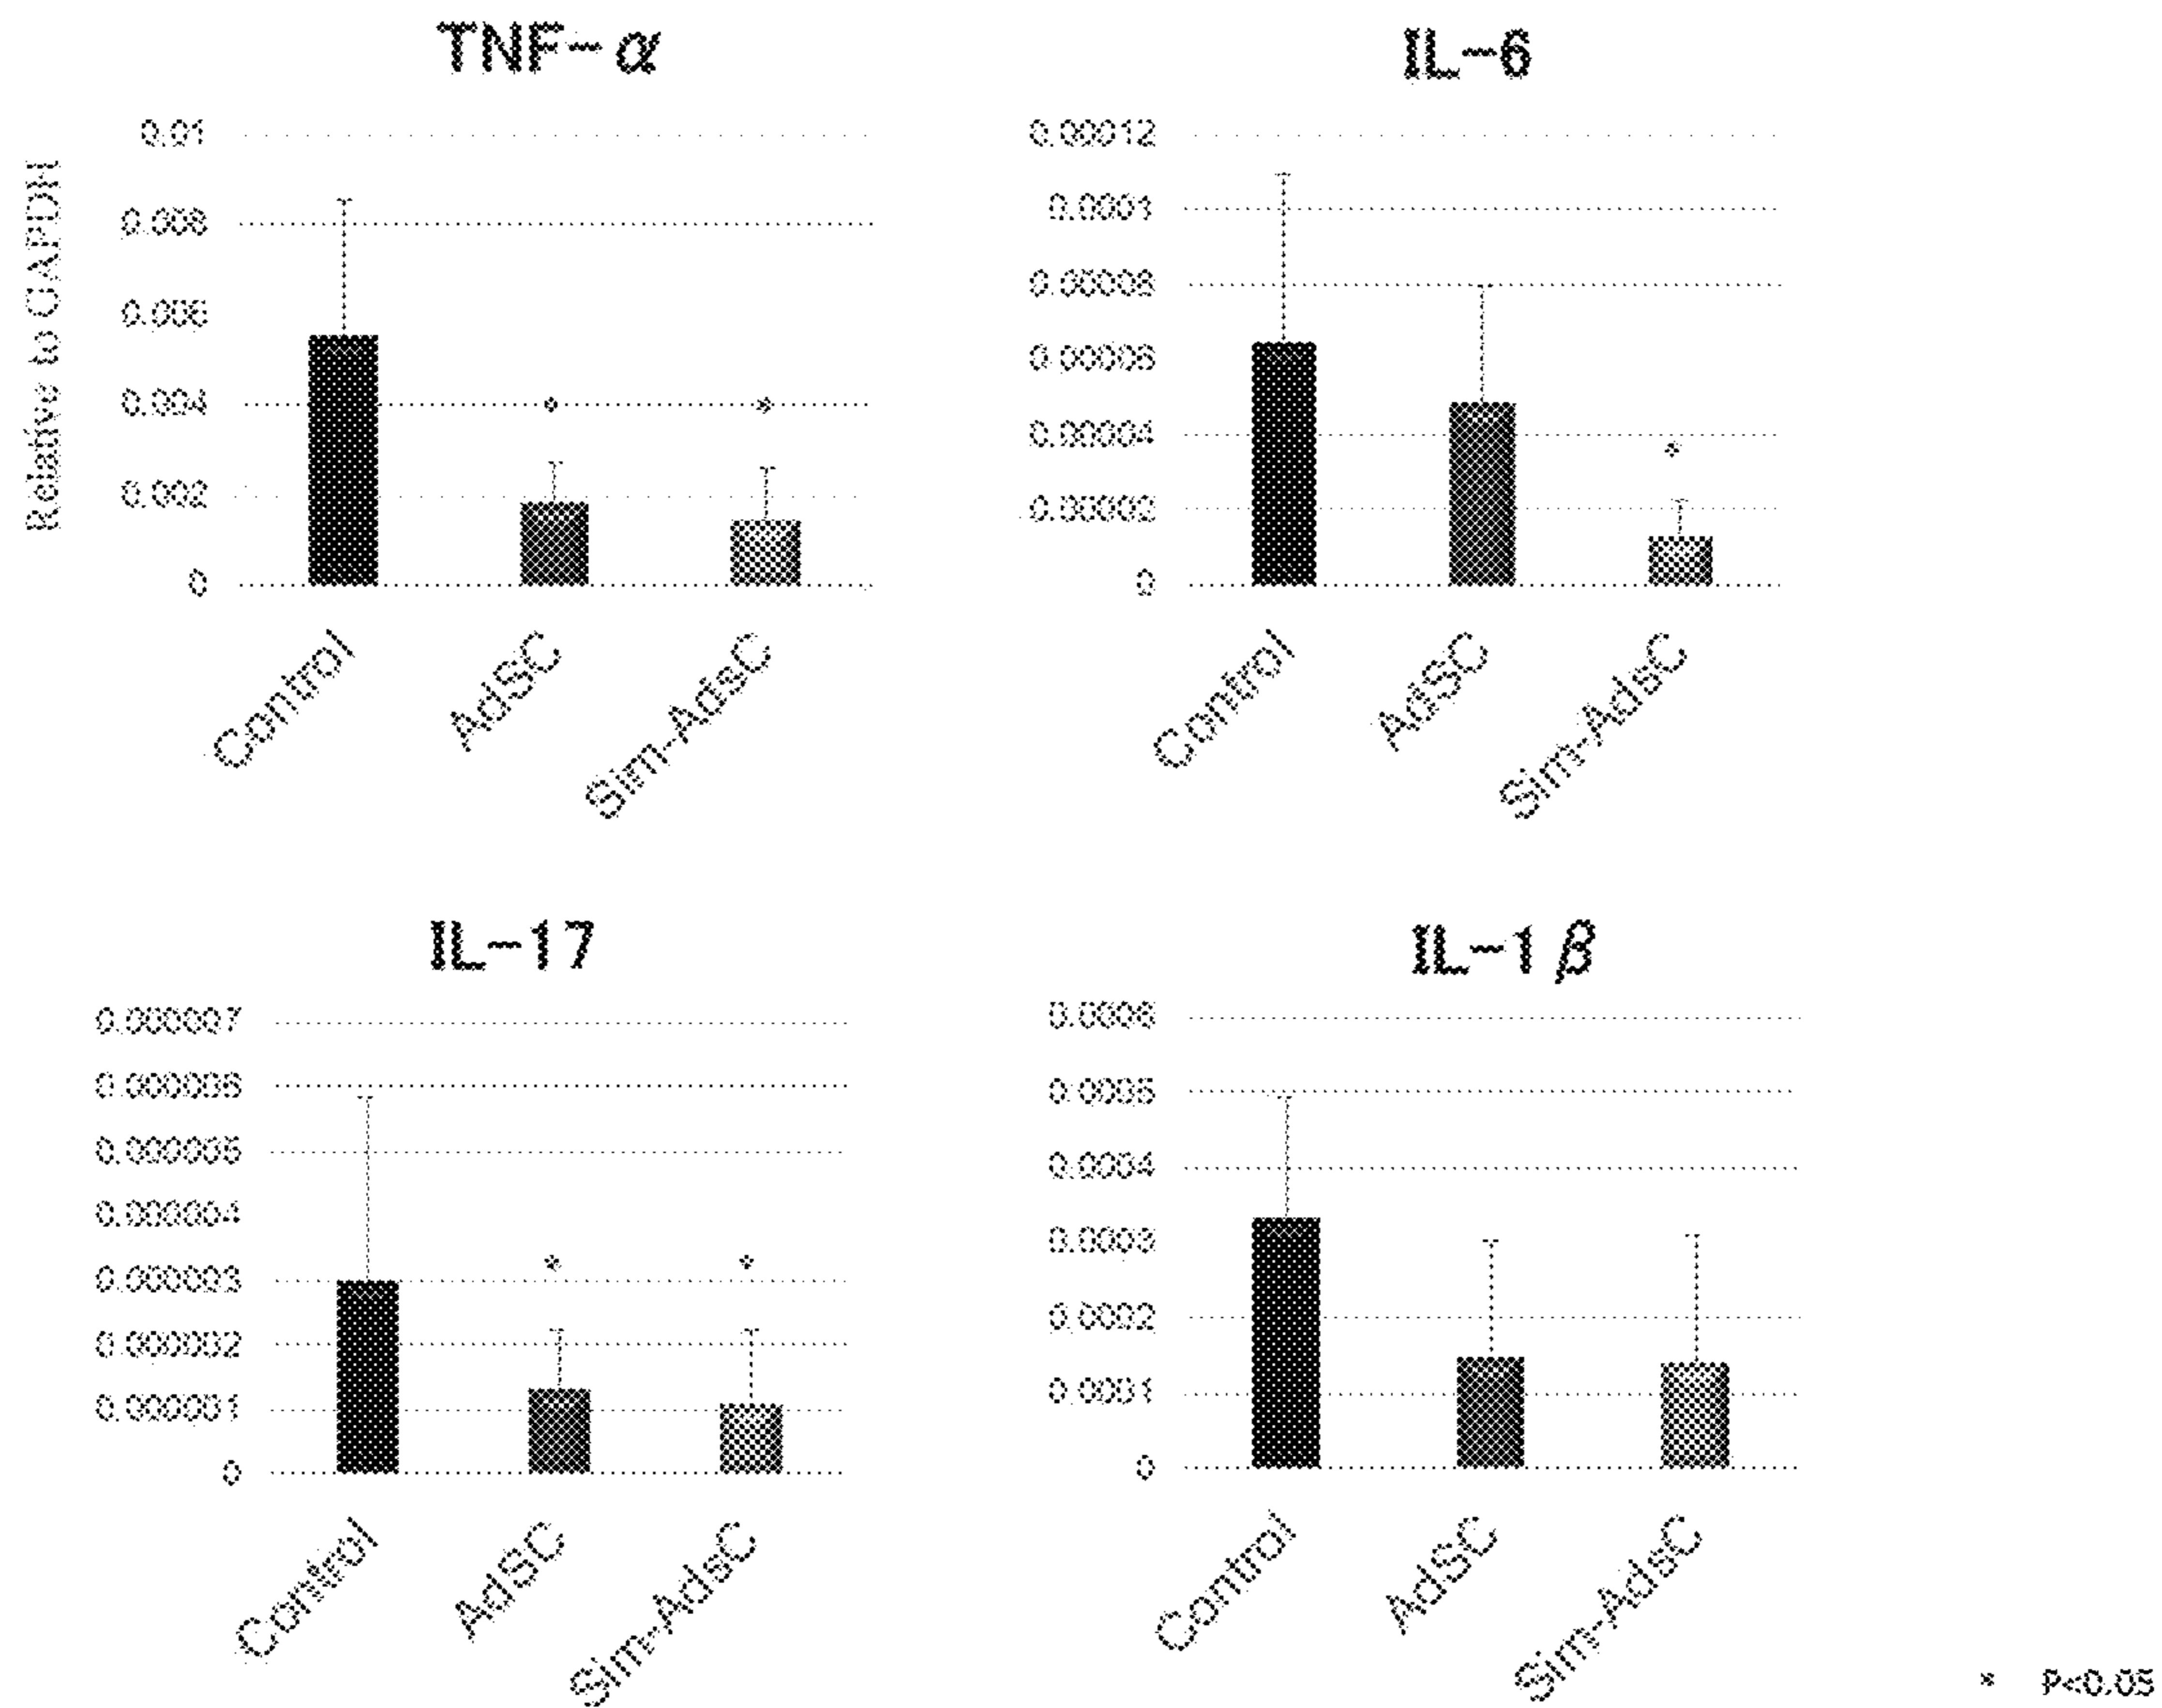 TNF-α
Relative to GAPDH
0.01
0.008
0.006
0.004
0.002
0
*
*
Control
AdSC
Sim-AdsC
IL-6
0.00012
0.0001
0.00008
0.00006
0.00004
0.00002
0
*
Control
AdSC
Sim-AdsC
IL-17
0.000007
0.000006
0.000005
0.000004
0.000003
0.000002
0.000001
0
*
*
Control
AdSC
Sim-AdsC
IL-1β
0.0006
0.0005
0.0004
0.0003
0.0002
0.0001
0
Control
AdSC
Sim-AdsC
* P<0.05